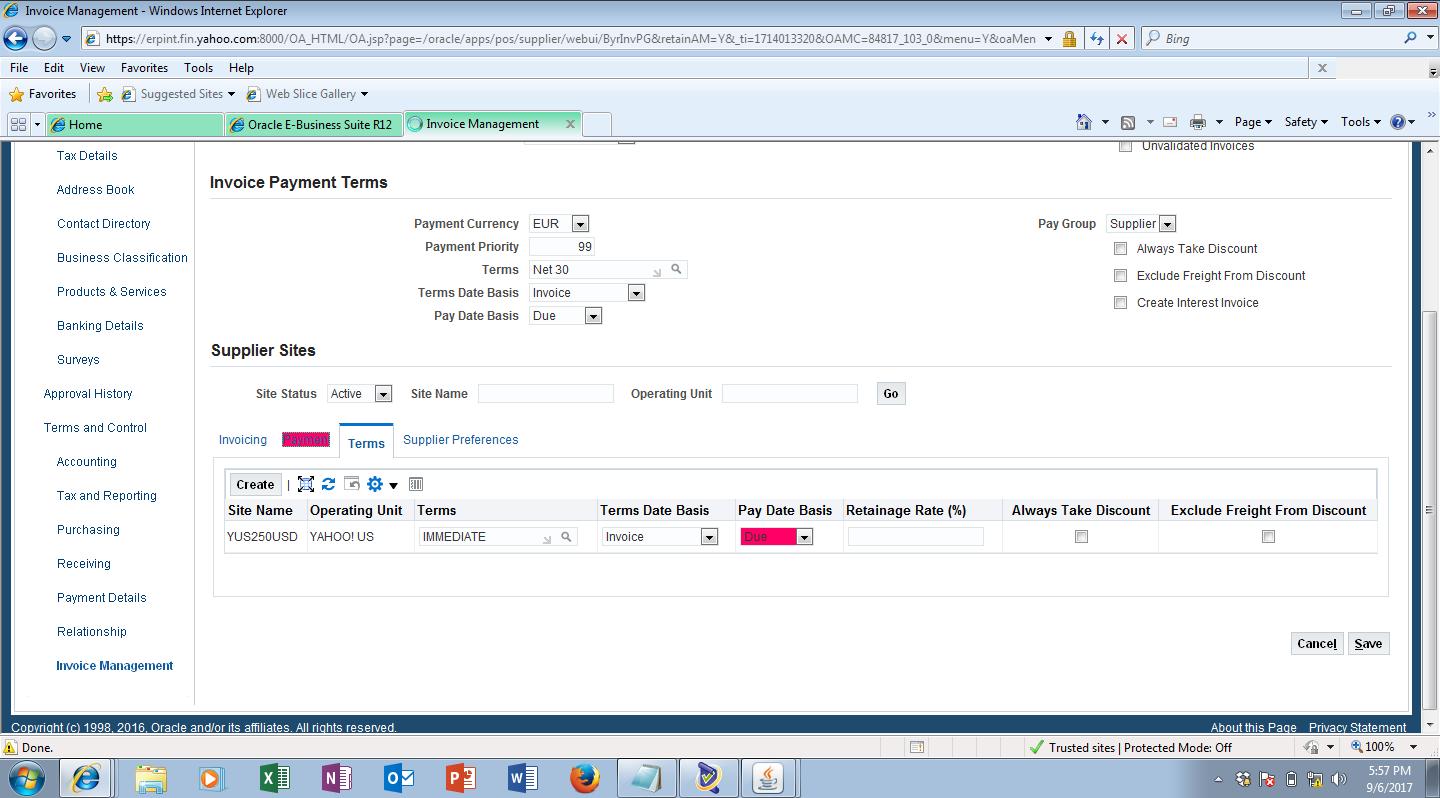 Invoice Management - Windows Internet Explorer
https://erpint.fin.yahoo.com:8000/OA_HTML/OA.jsp?page=/oracle/apps/pos/supplier/webui/ByrInvPG&retainAM=Y&_ti=1714013320&OAMC=84817_103_0&menu=Y&oaMen
Bing
File Edit View Favorites Tools Help
x
Favorites Suggested Sites Web Slice Gallery
Home Oracle E-Business Suite R12 Invoice Management x Page Safety Tools
Tax Details
Unvalidated Invoices
Address Book
Invoice Payment Terms
Contact Directory
Payment Currency EUR
Pay Group Supplier
Payment Priority 99
Always Take Discount
Business Classification
Terms Net 30
Exclude Freight From Discount
Products & Services
Terms Date Basis Invoice
Create Interest Invoice
Banking Details
Pay Date Basis Due
Surveys
Supplier Sites
Approval History
Site Status Active Site Name Operating Unit Go
Terms and Control
Invoicing Payment Terms Supplier Preferences
Accounting
Create
Tax and Reporting
Site Name Operating Unit Terms Terms Date Basis Pay Date Basis Retainage Rate (%) Always Take Discount Exclude Freight From Discount
Purchasing
YUS250USD YAHOO! US IMMEDIATE Invoice Due
Receiving
Payment Details
Relationship
Cancel Save
Invoice Management
Copyright (c) 1998, 2016, Oracle and/or its affiliates. All rights reserved.
About this Page Privacy Statement
Done. Trusted sites | Protected Mode: Off 100%
5:57 PM
9/6/2017